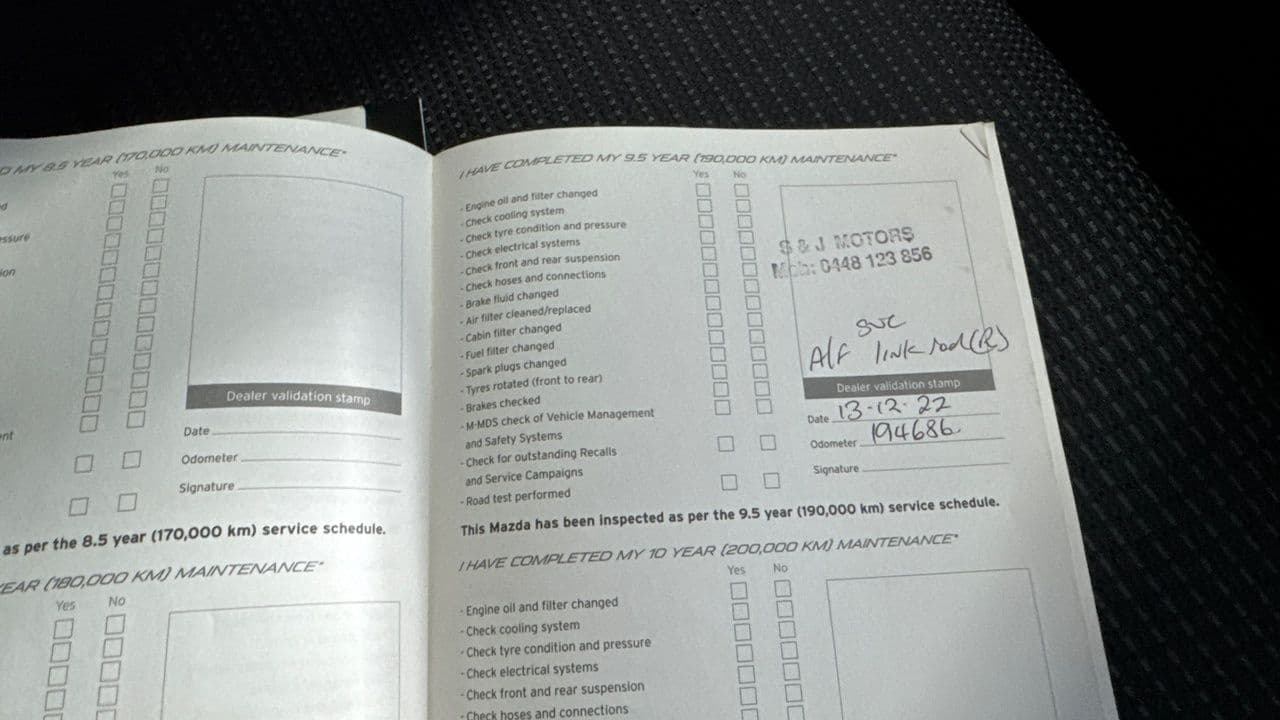 D MY 8.5 YEAR (170,000 KM) MAINTENANCE*
Yes No
Dealer validation stamp
Date
Odometer
Signature
as per the 8.5 year (170,000 km) service schedule.
EAR (180,000 KM) MAINTENANCE*
Yes No
I HAVE COMPLETED MY 9.5 YEAR (190,000 KM) MAINTENANCE*
Yes No
- Engine oil and filter changed
- Check cooling system
- Check tyre condition and pressure
- Check electrical systems
- Check front and rear suspension
- Check hoses and connections
- Brake fluid changed
- Air filter cleaned/replaced
- Cabin filter changed
- Fuel filter changed
- Spark plugs changed
- Tyres rotated (front to rear)
- Brakes checked
- M-MDS check of Vehicle Management
and Safety Systems
- Check for outstanding Recalls
and Service Campaigns
- Road test performed
S & J MOTORS
Mob: 0448 123 856
svc
A/F link rod (R)
Dealer validation stamp
Date 13-12-22
Odometer 194686
Signature
This Mazda has been inspected as per the 9.5 year (190,000 km) service schedule.
I HAVE COMPLETED MY 10 YEAR (200,000 KM) MAINTENANCE*
Yes No
- Engine oil and filter changed
- Check cooling system
- Check tyre condition and pressure
- Check electrical systems
- Check front and rear suspension
- Check hoses and connections